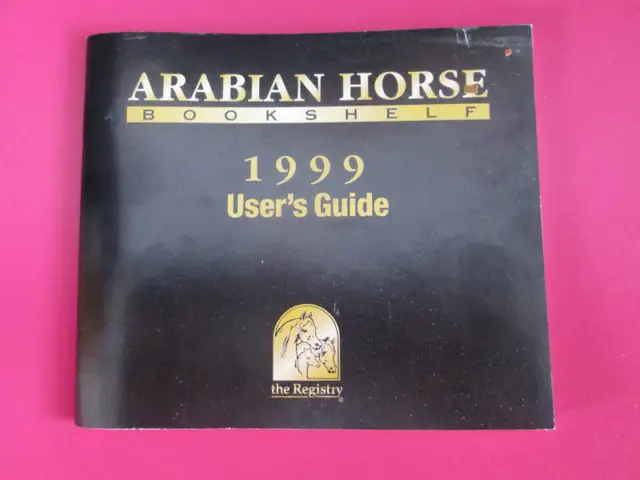 ARABIAN HORSE
BOOKSHELF
1999
User's Guide
the Registry
®